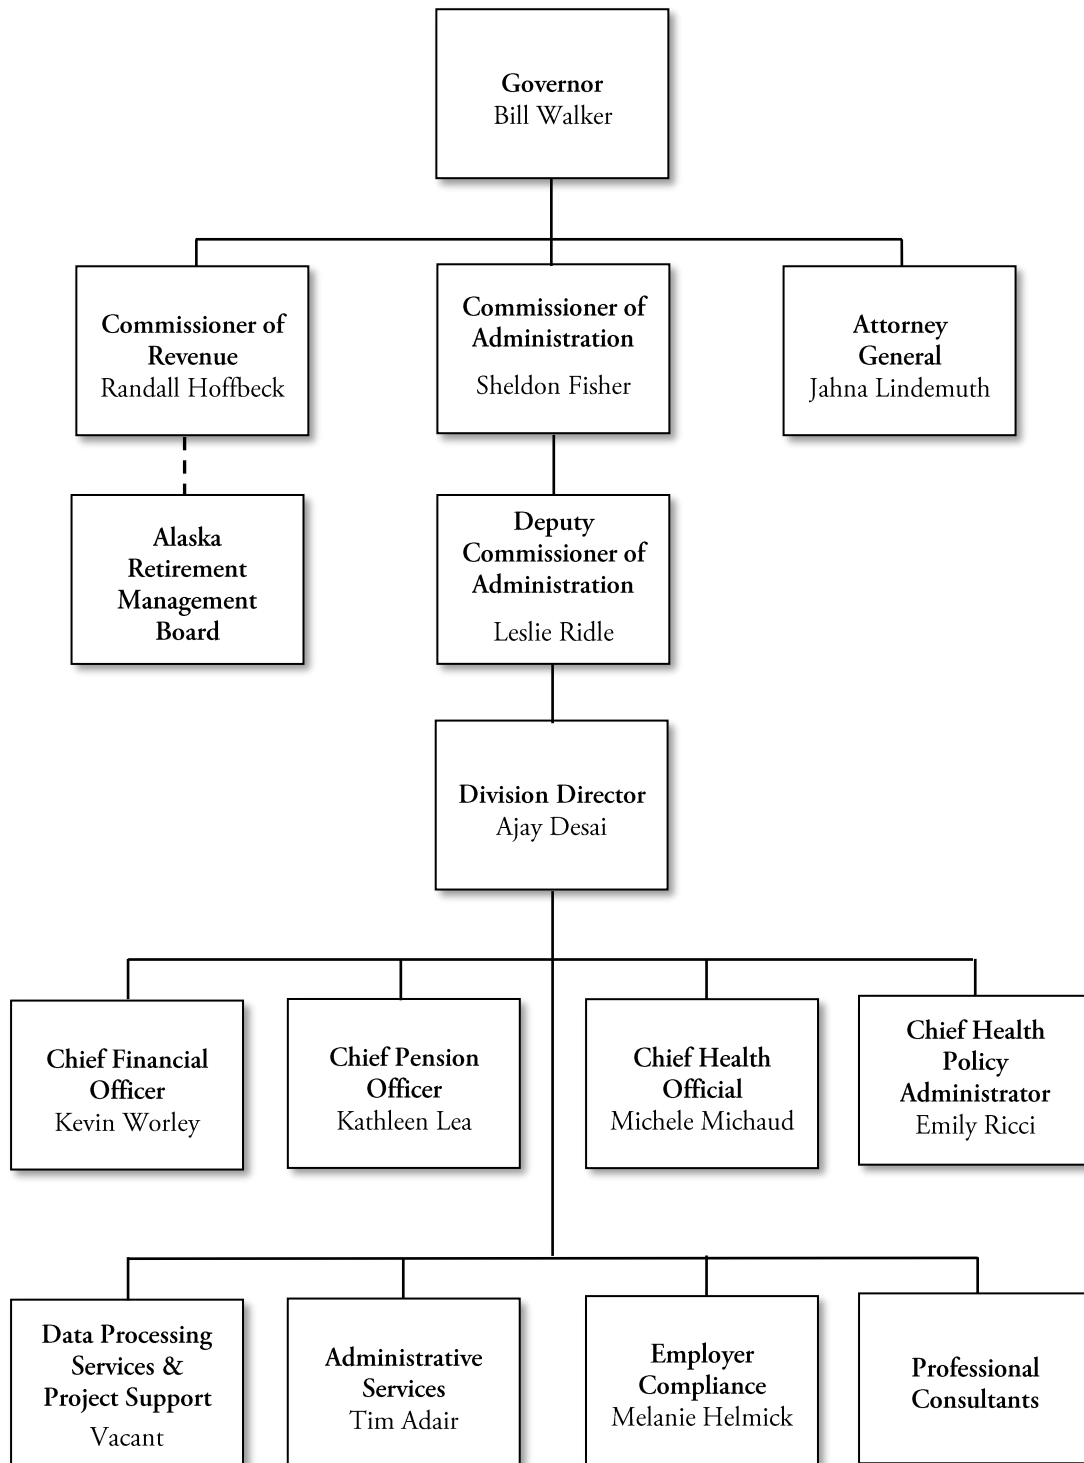 Governor
Bill Walker
Commissioner of
Revenue
Randall Hoffbeck
Commissioner of
Administration
Sheldon Fisher
Attorney
General
Jahna Lindemuth
Alaska
Retirement
Management
Board
Deputy
Commissioner of
Administration
Leslie Ridle
Division Director
Ajay Desai
Chief Financial
Officer
Kevin Worley
Chief Pension
Officer
Kathleen Lea
Chief Health
Official
Michele Michaud
Chief Health
Policy
Administrator
Emily Ricci
Data Processing
Services &
Project Support
Vacant
Administrative
Services
Tim Adair
Employer
Compliance
Melanie Helmick
Professional
Consultants